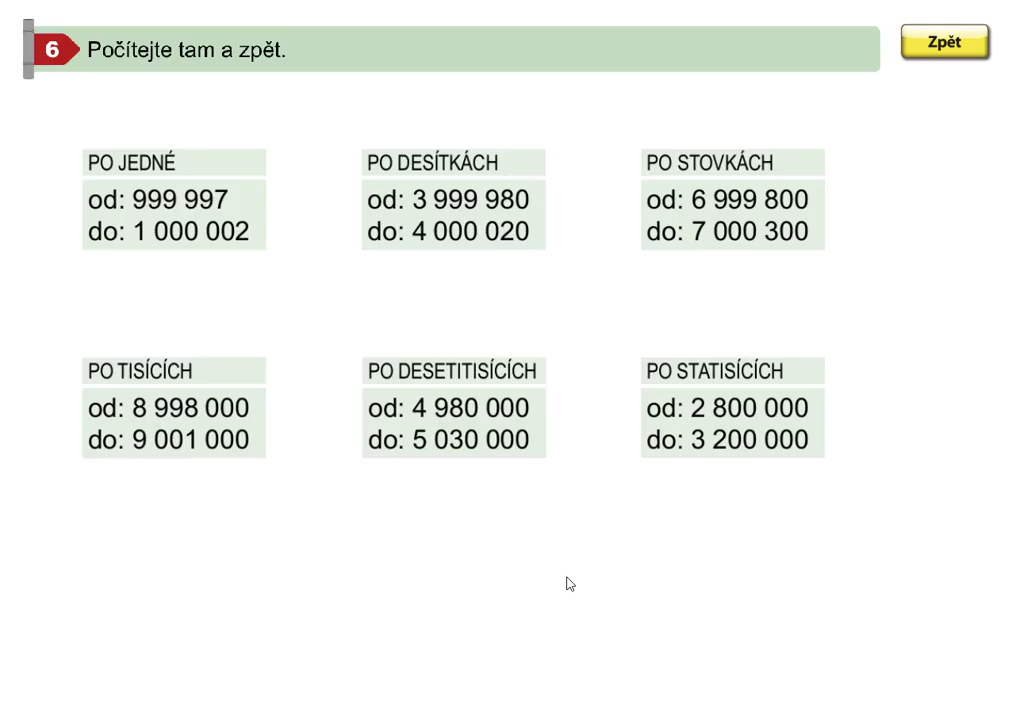 6 Počítejte tam a zpět.
Zpět
PO JEDNÉ
od: 999 997
do: 1 000 002
PO DESÍTKÁCH
od: 3 999 980
do: 4 000 020
PO STOVKÁCH
od: 6 999 800
do: 7 000 300
PO TISÍCÍCH
od: 8 998 000
do: 9 001 000
PO DESETITISÍCÍCH
od: 4 980 000
do: 5 030 000
PO STATISÍCÍCH
od: 2 800 000
do: 3 200 000